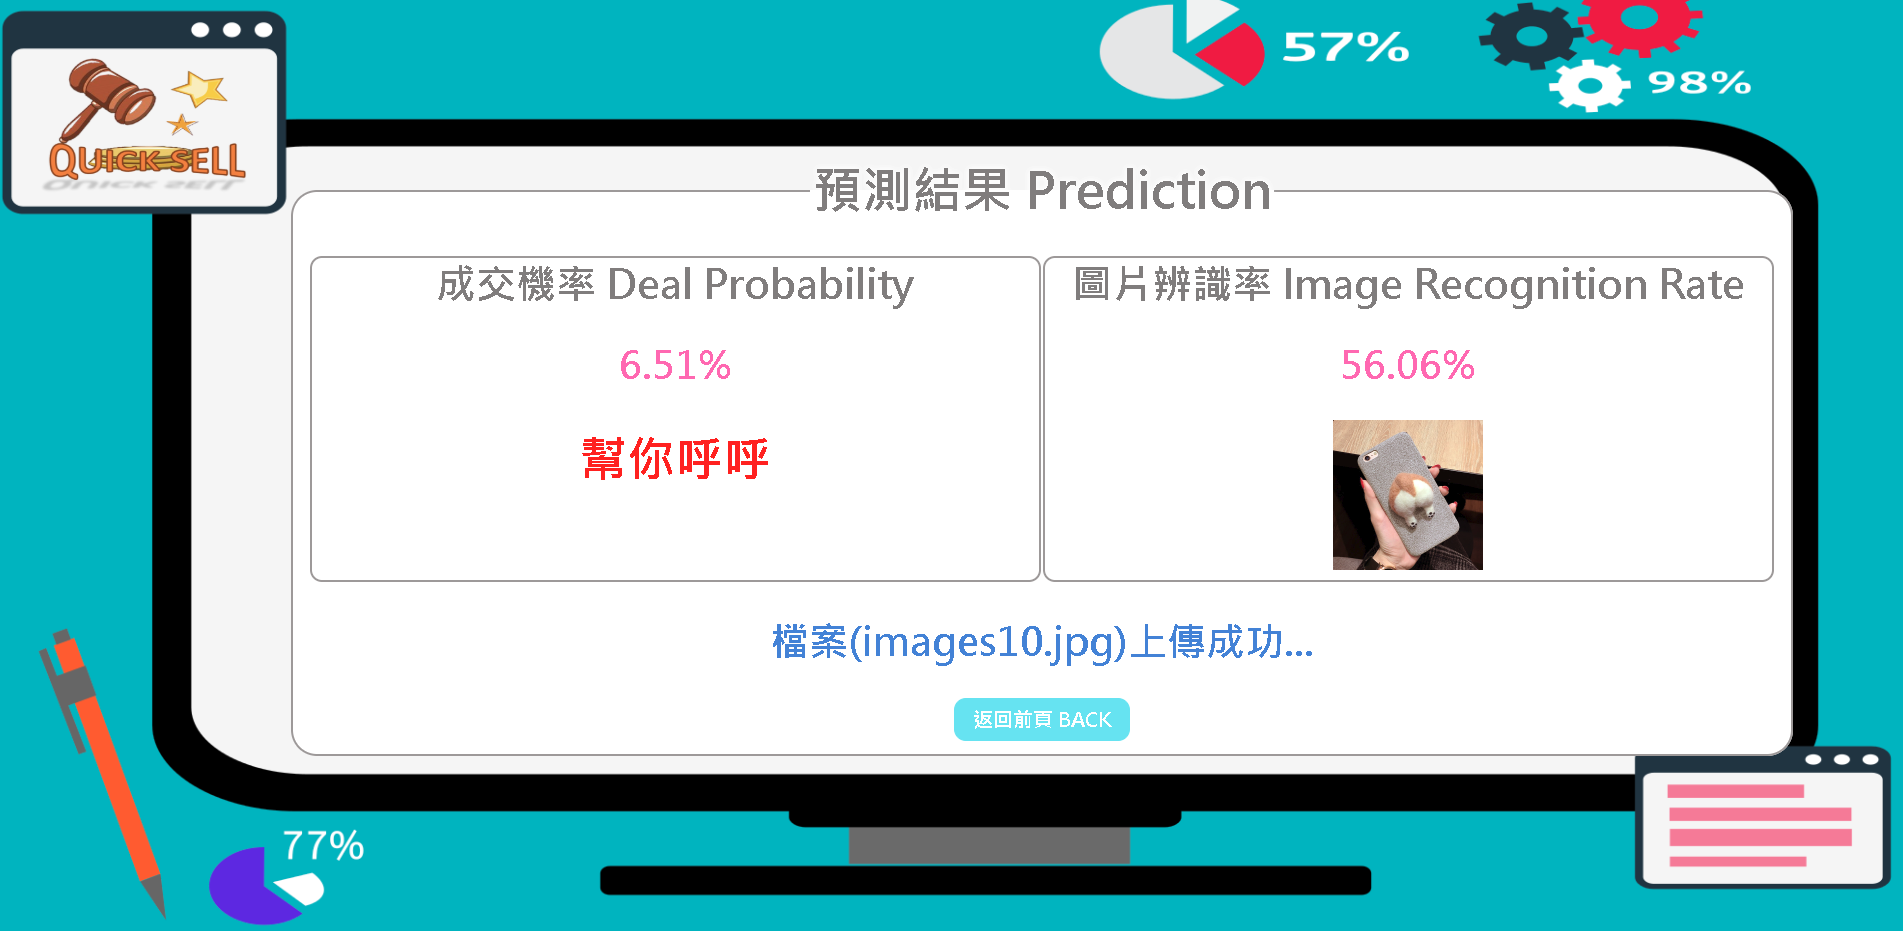 57%
98%
QUICK SELL
預測結果 Prediction
成交機率 Deal Probability
6.51%
幫你呼呼
圖片辨識率 Image Recognition Rate
56.06%
檔案(images10.jpg)上傳成功...
返回前頁 BACK
77%